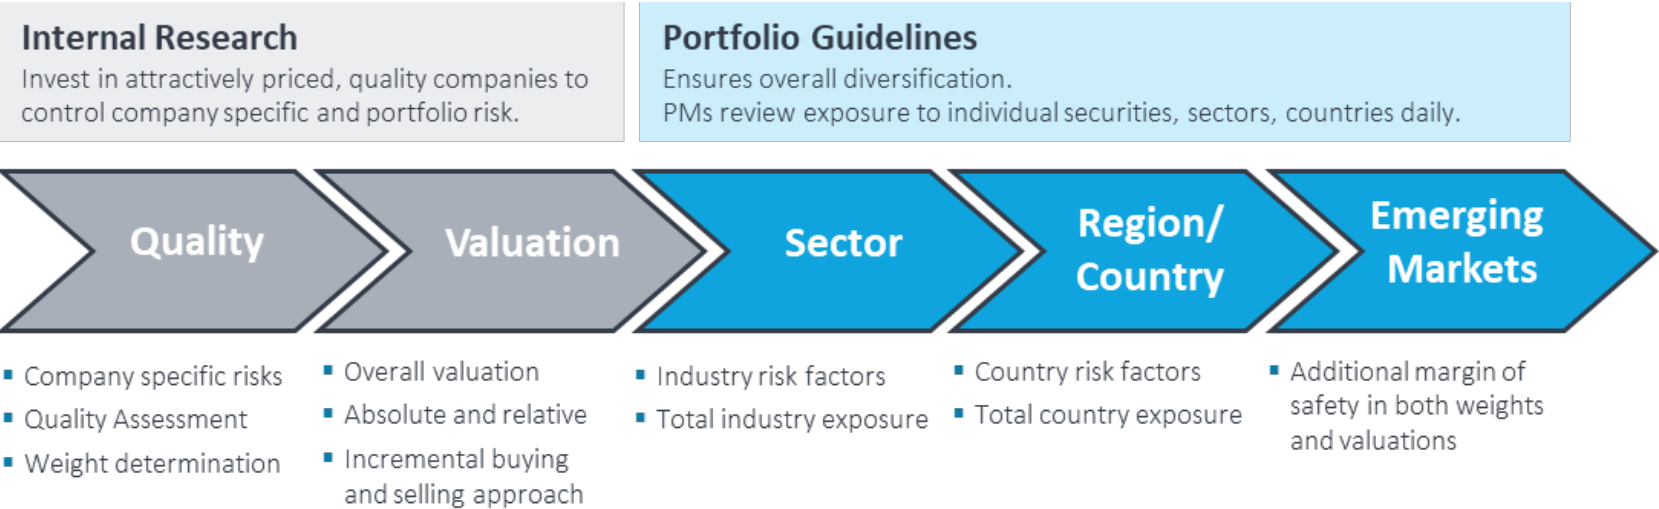 Internal Research
Invest in attractively priced, quality companies to
control company specific and portfolio risk.
Portfolio Guidelines
Ensures overall diversification.
PMs review exposure to individual securities, sectors, countries daily.
Quality
Valuation
Sector
Region/
Country
Emerging
Markets
▪ Company specific risks
▪ Quality Assessment
▪ Weight determination
▪ Overall valuation
▪ Absolute and relative
▪ Incremental buying
and selling approach
▪ Industry risk factors
▪ Total industry exposure
▪ Country risk factors
▪ Total country exposure
▪ Additional margin of
safety in both weights
and valuations